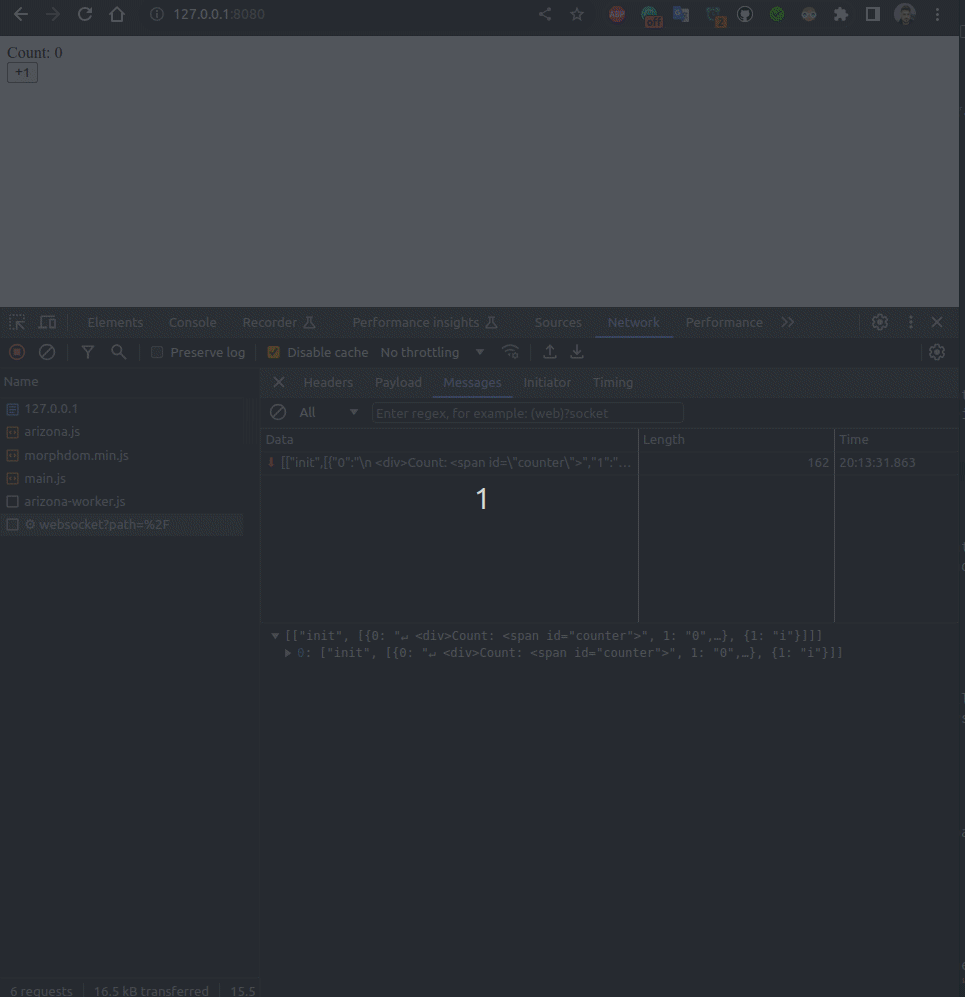 127.0.0.1:8080
off
2
Count: 0
+1
Elements Console Recorder Performance insights Sources Network Performance
Preserve log Disable cache No throttling
Name
Headers Payload Messages Initiator Timing
127.0.0.1
All Enter regex, for example: (web)?socket
arizona.js
Data Length Time
morphdom.min.js
[["init",[{"0":"\n <div>Count: <span id=\"counter\">","1":"… 162 20:13:31.863
main.js
arizona-worker.js
1
websocket?path=%2F
[["init", [{0: "↵ <div>Count: <span id="counter">", 1: "0",…}, {1: "i"}]]]
0: ["init", [{0: "↵ <div>Count: <span id="counter">", 1: "0",…}, {1: "i"}]]
6 requests 16.5 kB transferred 15.5